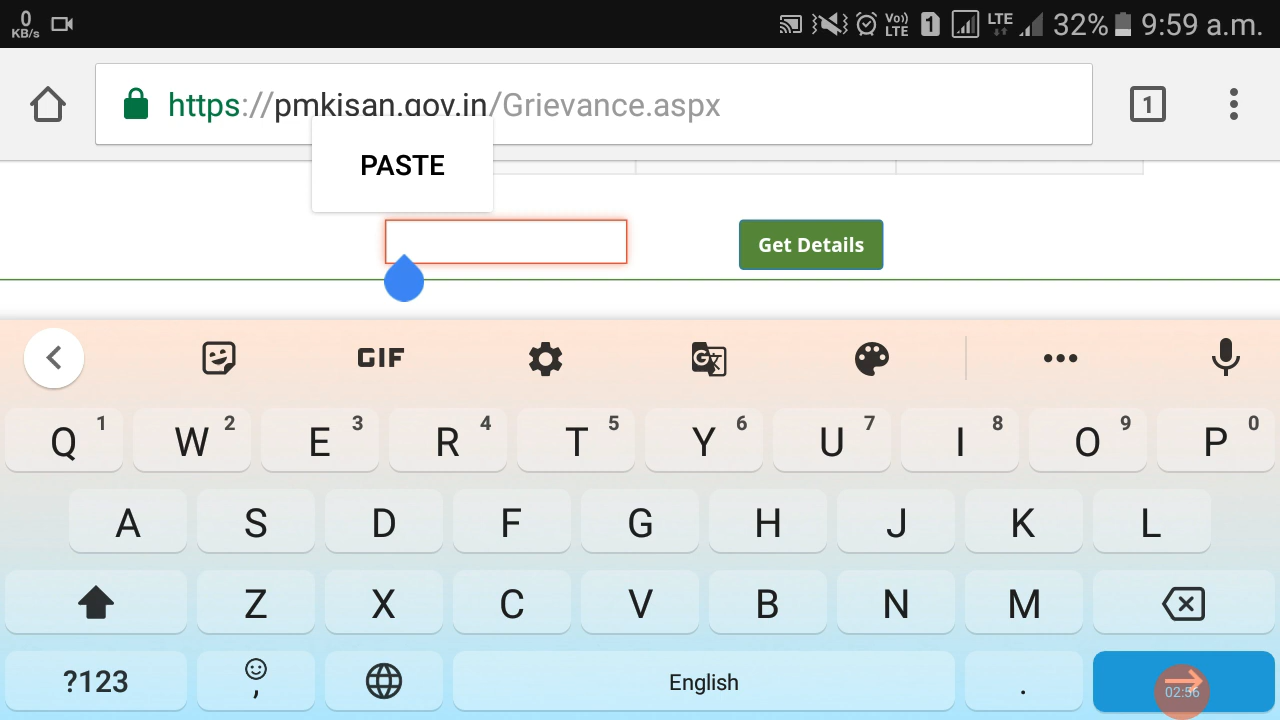 0
KB/s
Vo))
LTE
1
LTE
32%
9:59 a.m.
https://pmkisan.gov.in/Grievance.aspx
1
PASTE
Get Details
GIF
G
Q 1 W 2 E 3 R 4 T 5 Y 6 U 7 I 8 O 9 P 0
A S D F G H J K L
Z X C V B N M
?123 , English .
02:56